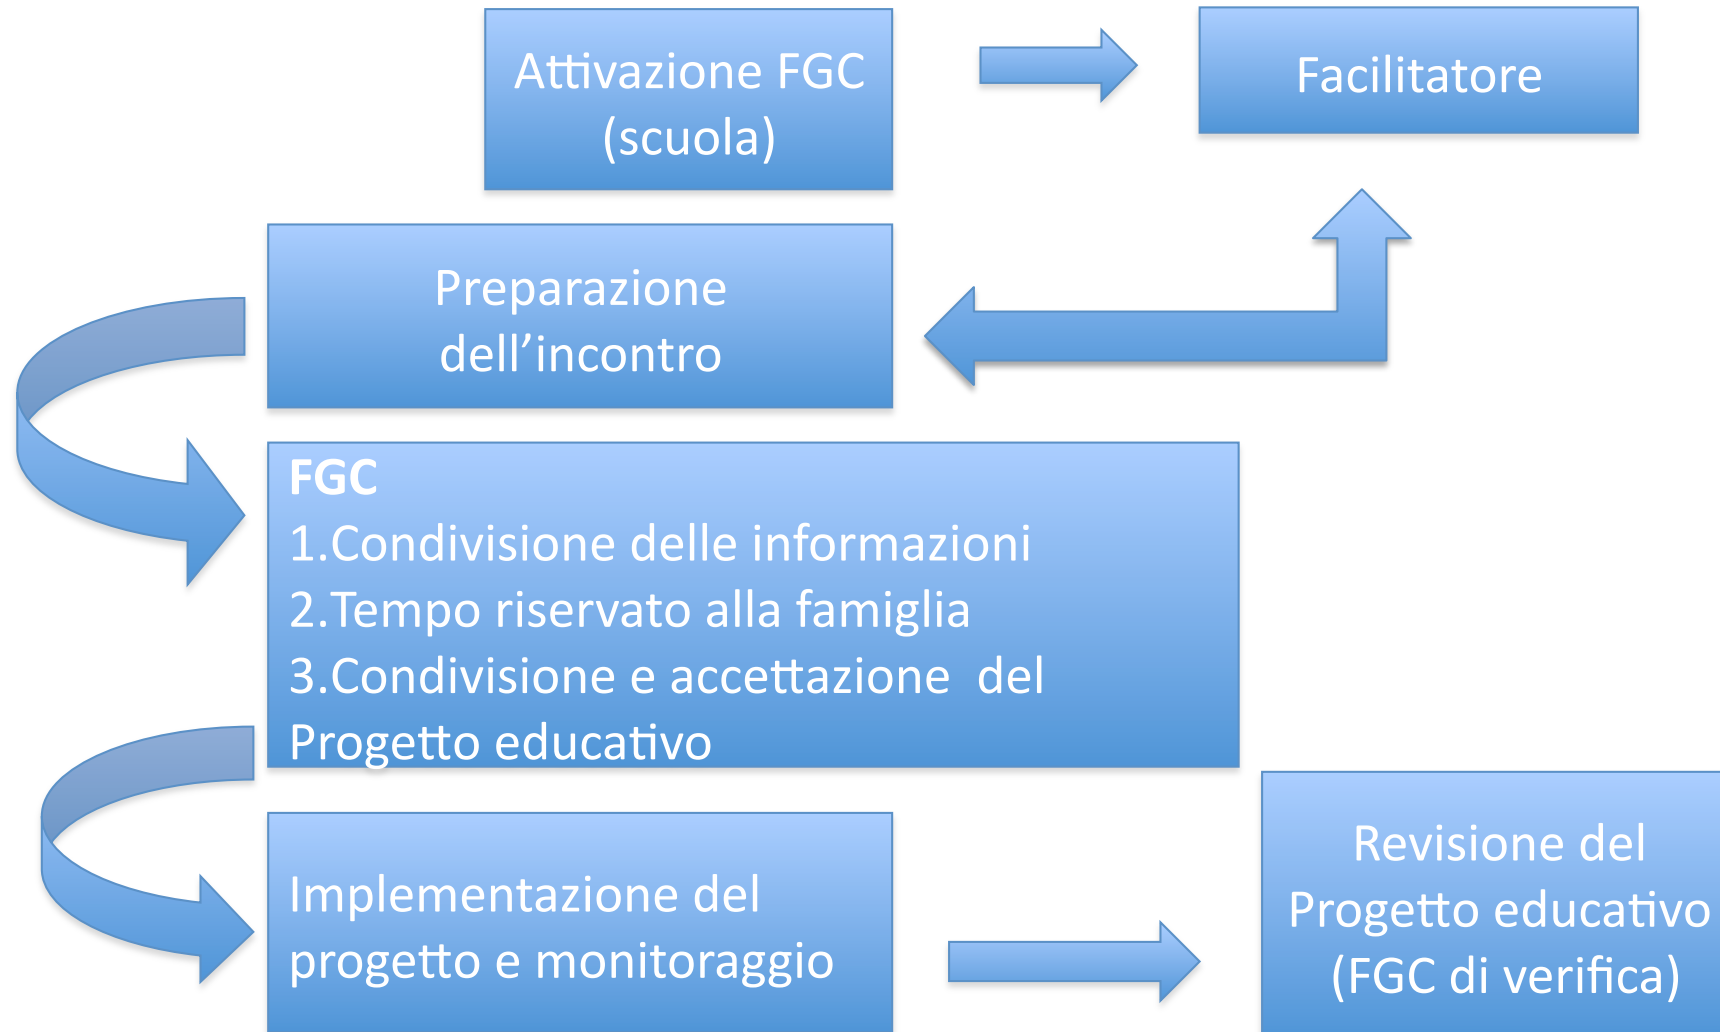 Attivazione FGC
(scuola)
Facilitatore
Preparazione
dell’incontro
FGC
1.Condivisione delle informazioni
2.Tempo riservato alla famiglia
3.Condivisione e accettazione  del
Progetto educativo
Implementazione del
progetto e monitoraggio
Revisione del
Progetto educativo
(FGC di verifica)